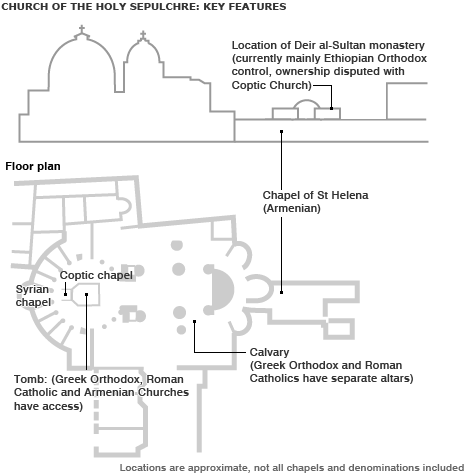 CHURCH OF THE HOLY SEPULCHRE: KEY FEATURES
Location of Deir al-Sultan monastery
(currently mainly Ethiopian Orthodox
control, ownership disputed with
Coptic Church)
Floor plan
Chapel of St Helena
(Armenian)
Coptic chapel
Syrian
chapel
Calvary
(Greek Orthodox and Roman
Catholics have separate altars)
Tomb: (Greek Orthodox, Roman
Catholic and Armenian Churches
have access)
Locations are approximate, not all chapels and denominations included